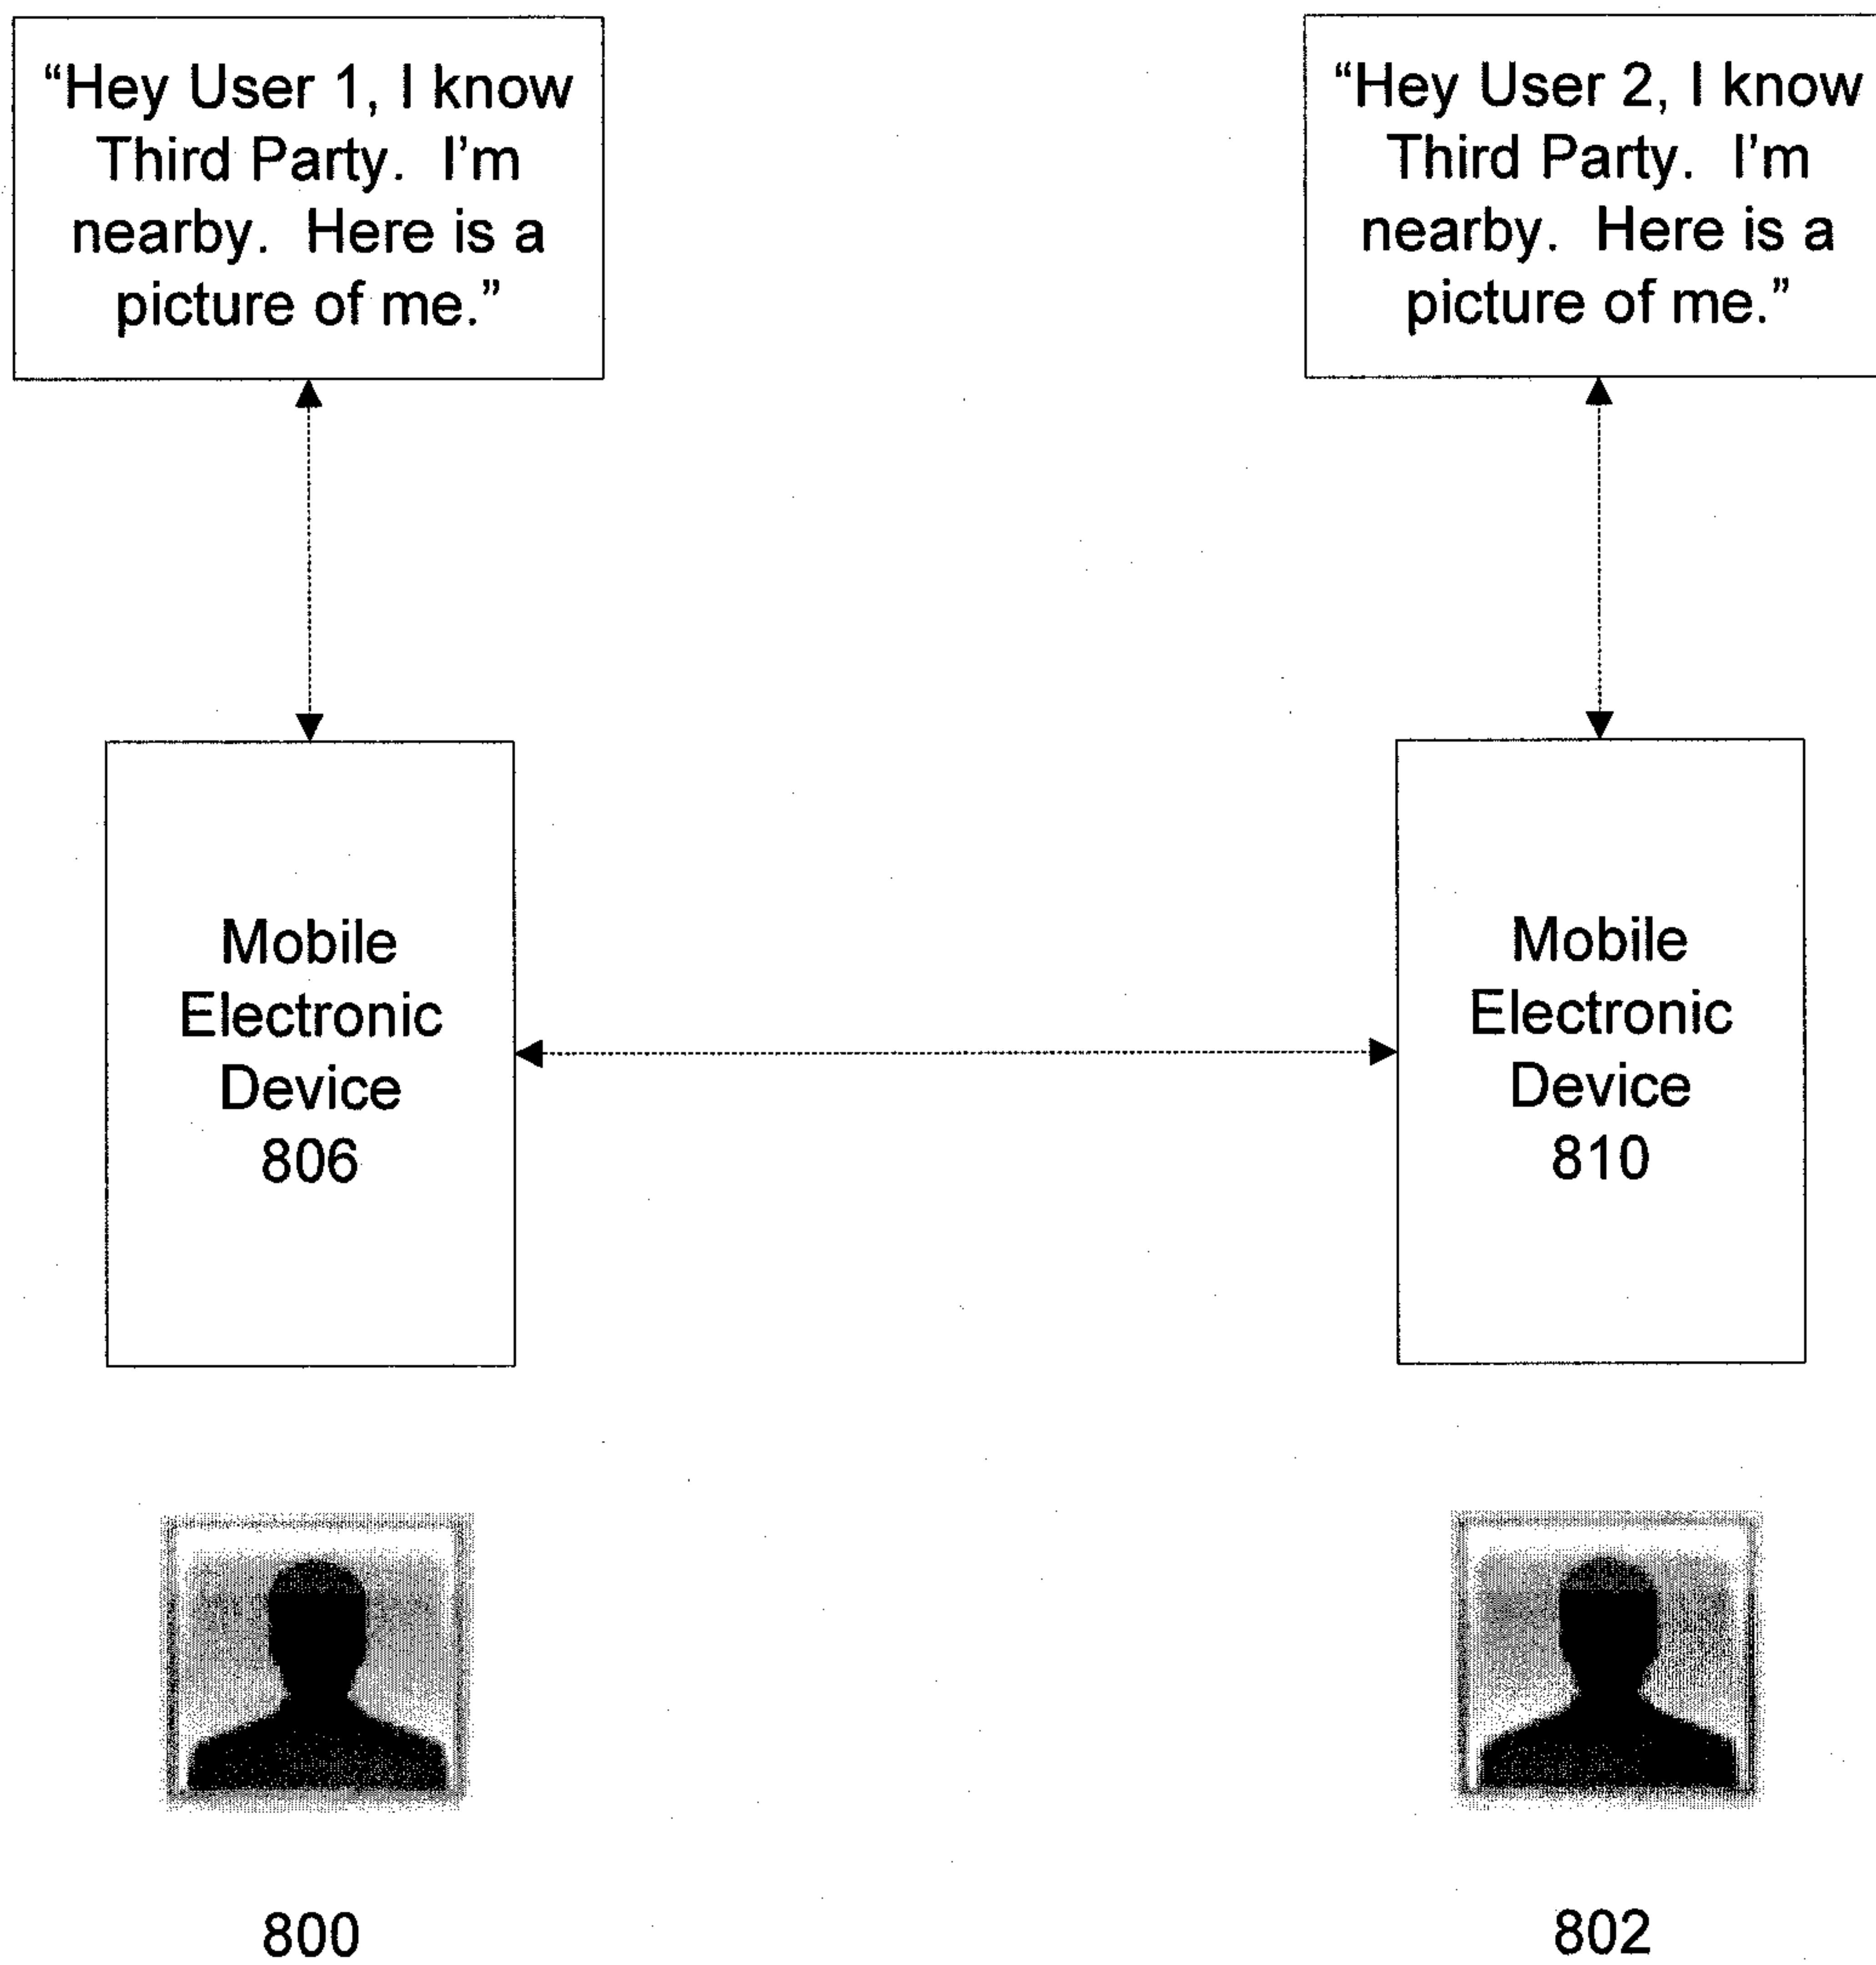 “Hey User 1, I know
Third Party.  I’m
nearby.  Here is a
picture of me.”
“Hey User 2, I know
Third Party.  I’m
nearby.  Here is a
picture of me.”
Mobile
Electronic
Device
806
Mobile
Electronic
Device
810
800
802